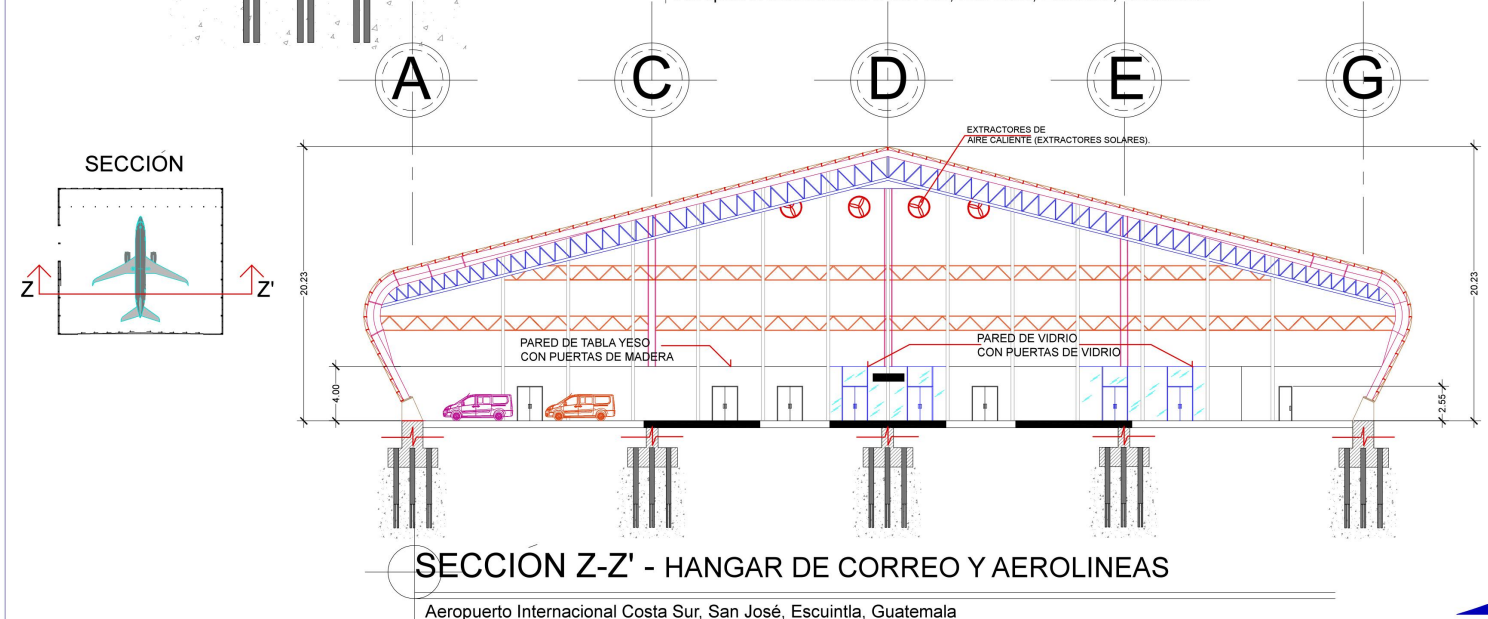 A C D E G
EXTRACTORES DE
AIRE CALIENTE (EXTRACTORES SOLARES).
SECCIÓN
Z Z'
20.23
20.23
PARED DE TABLA YESO
CON PUERTAS DE MADERA
PARED DE VIDRIO
CON PUERTAS DE VIDRIO
4.00
2.55
SECCIÓN Z-Z' - HANGAR DE CORREO Y AEROLINEAS
Aeropuerto Internacional Costa Sur, San José, Escuintla, Guatemala